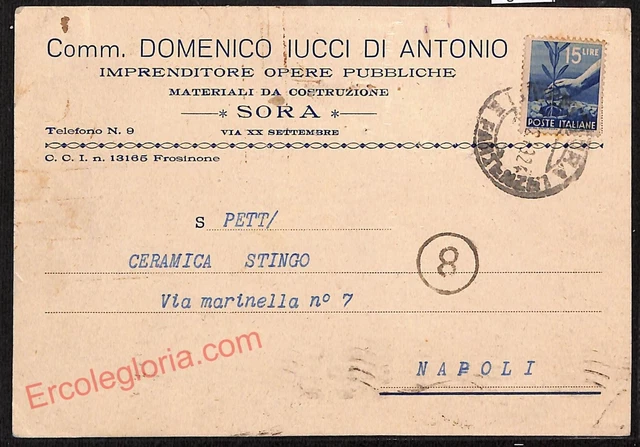 Comm. DOMENICO IUCCI DI ANTONIO
IMPRENDITORE OPERE PUBBLICHE
MATERIALI DA COSTRUZIONE
SORA
Telefono N. 9
VIA XX SETTEMBRE
C. C. I. n. 13165 Frosinone
15 LIRE
POSTE ITALIANE
S PETT/
CERAMICA STINGO
8
Via marinella n° 7
NAPOLI
Ercolegloria.com